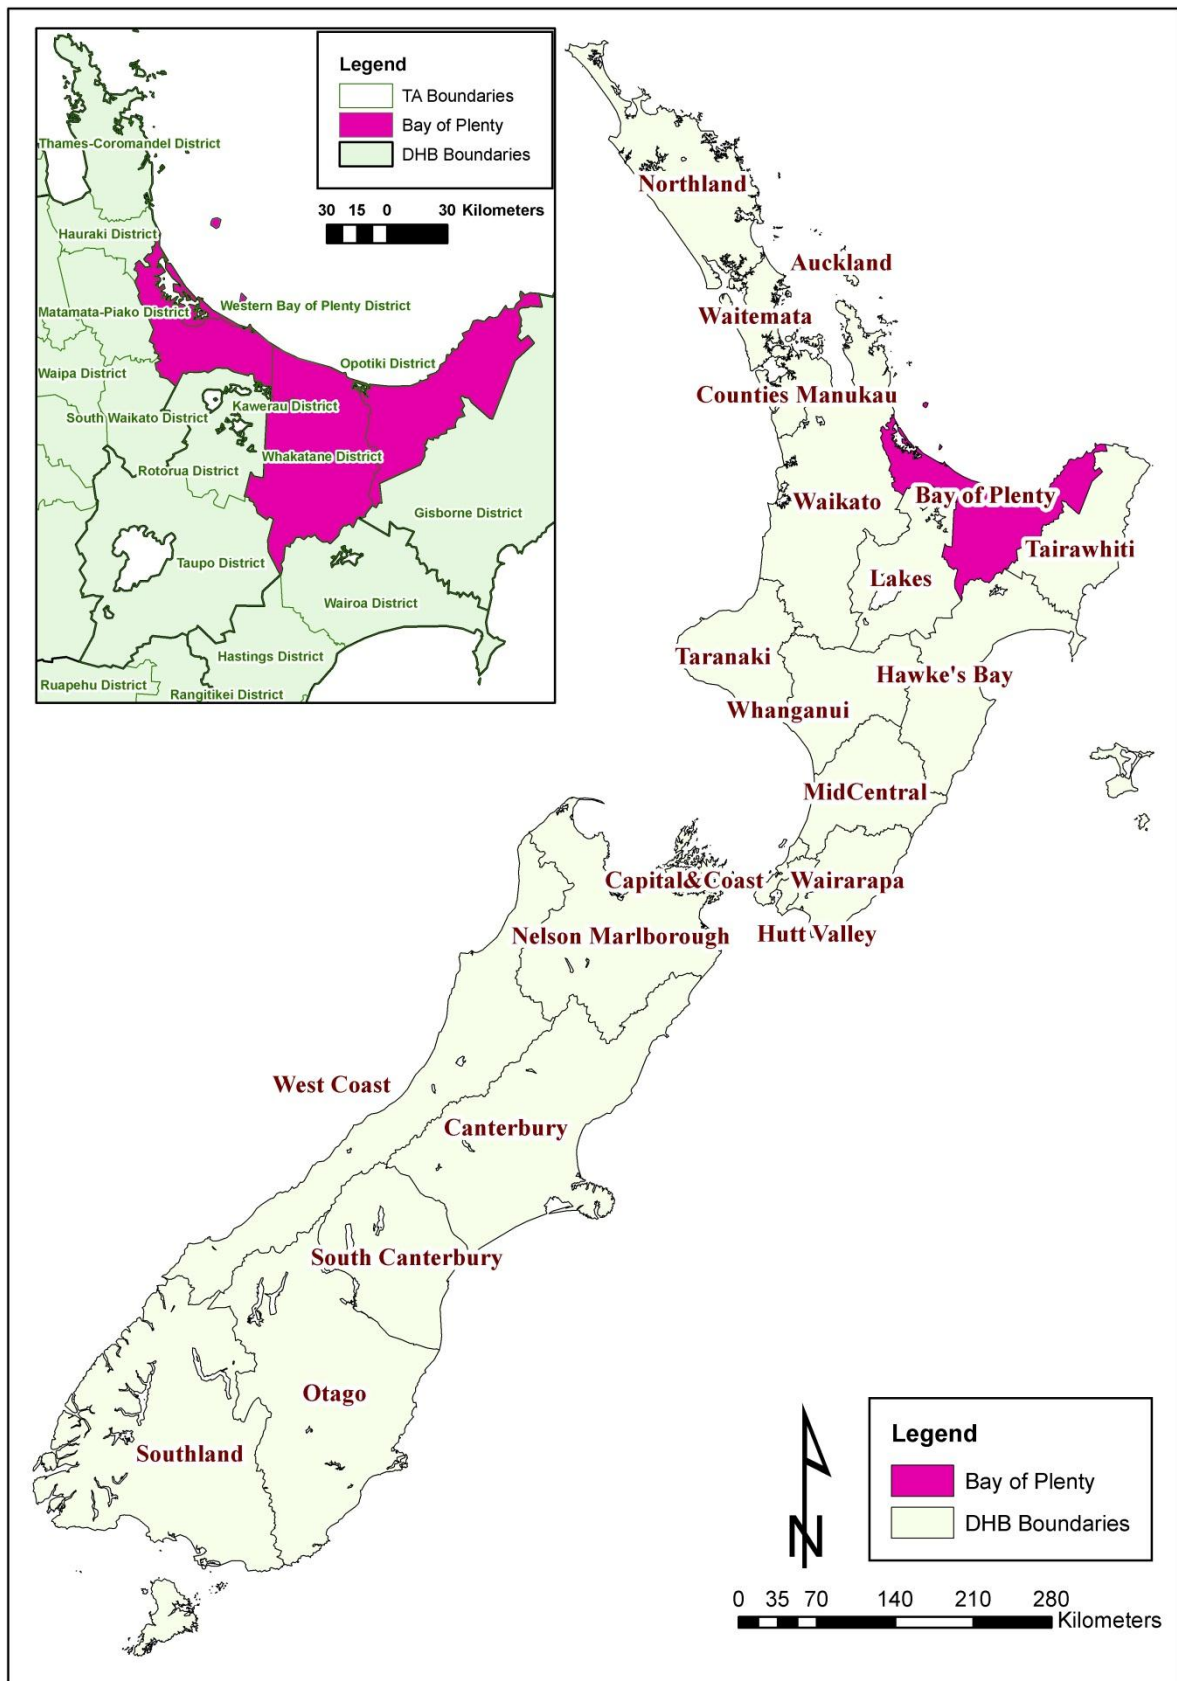 Legend
TA Boundaries
Bay of Plenty
DHB Boundaries
30 15 0 30 Kilometers
Thames-Coromandel District
Hauraki District
Western Bay of Plenty District
Matamata-Piako District
Opotiki District
Waipa District
Kawerau District
South Waikato District
Whakatane District
Rotorua District
Gisborne District
Taupo District
Wairoa District
Hastings District
Ruapehu District
Rangitikei District
Northland
Auckland
Waitemata
Counties Manukau
Bay of Plenty
Waikato
Tairawhiti
Lakes
Taranaki
Hawke's Bay
Whanganui
MidCentral
Capital&Coast
Wairarapa
Nelson Marlborough
Hutt Valley
West Coast
Canterbury
South Canterbury
Otago
Southland
N
Legend
Bay of Plenty
DHB Boundaries
0 35 70 140 210 280
Kilometers